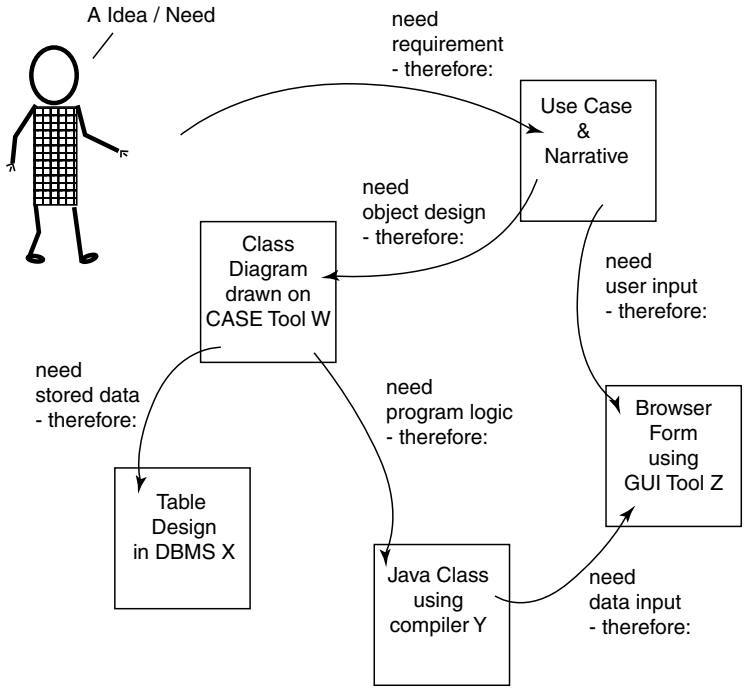 A Idea / Need
need
requirement
- therefore:
Use Case
&
Narrative
need
object design
- therefore:
Class
Diagram
drawn on
CASE Tool W
need
user input
- therefore:
need
stored data
- therefore:
need
program logic
- therefore:
Browser
Form
using
GUI Tool Z
Table
Design
in DBMS X
Java Class
using
compiler Y
need
data input
- therefore: